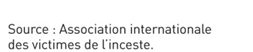 Source : Association internationale
des victimes de l'inceste.